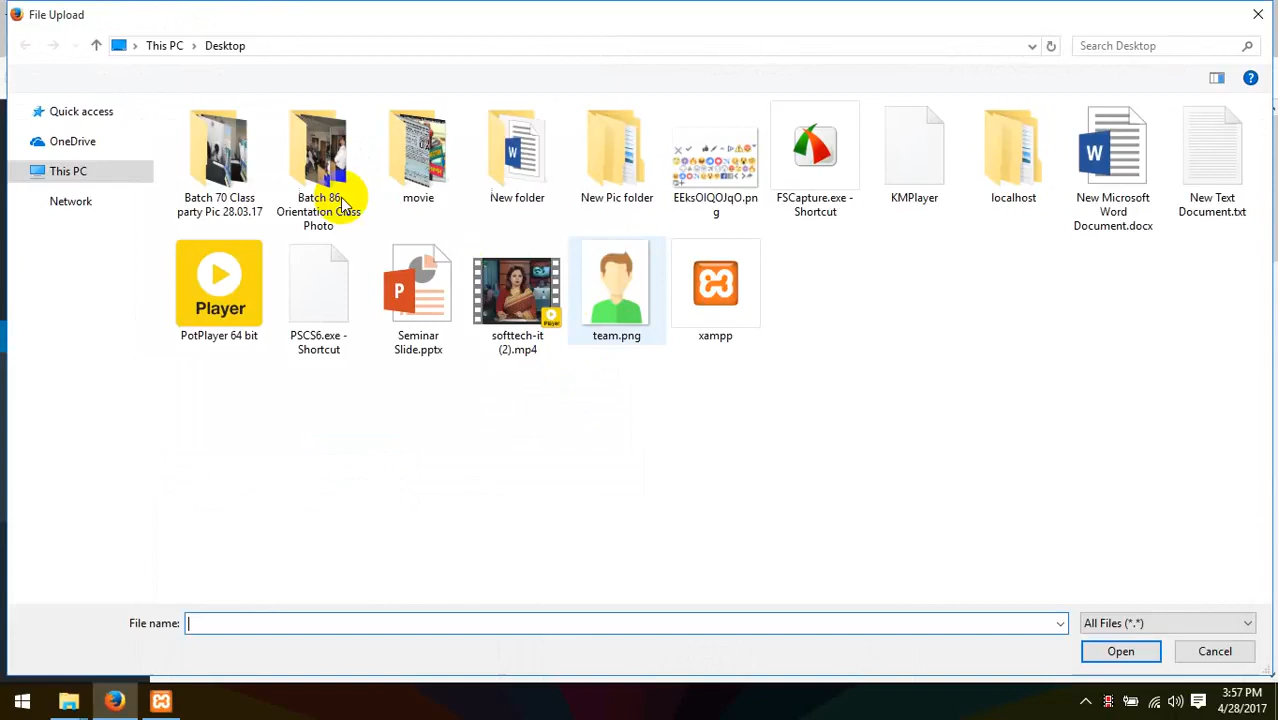 File Upload
This PC
Desktop
Search Desktop
Quick access
OneDrive
This PC
Network
Batch 70 Class
party Pic 28.03.17
Batch 86
Orientation Class
Photo
movie
New folder
New Pic folder
EEksOlQOJqO.pn
g
FSCapture.exe -
Shortcut
KMPlayer
localhost
New Microsoft
Word
Document.docx
New Text
Document.txt
Player
PotPlayer 64 bit
PSCS6.exe -
Shortcut
Seminar
Slide.pptx
softtech-it
(2).mp4
team.png
xampp
File name:
All Files (*.*)
Open
Cancel
3:57 PM
4/28/2017